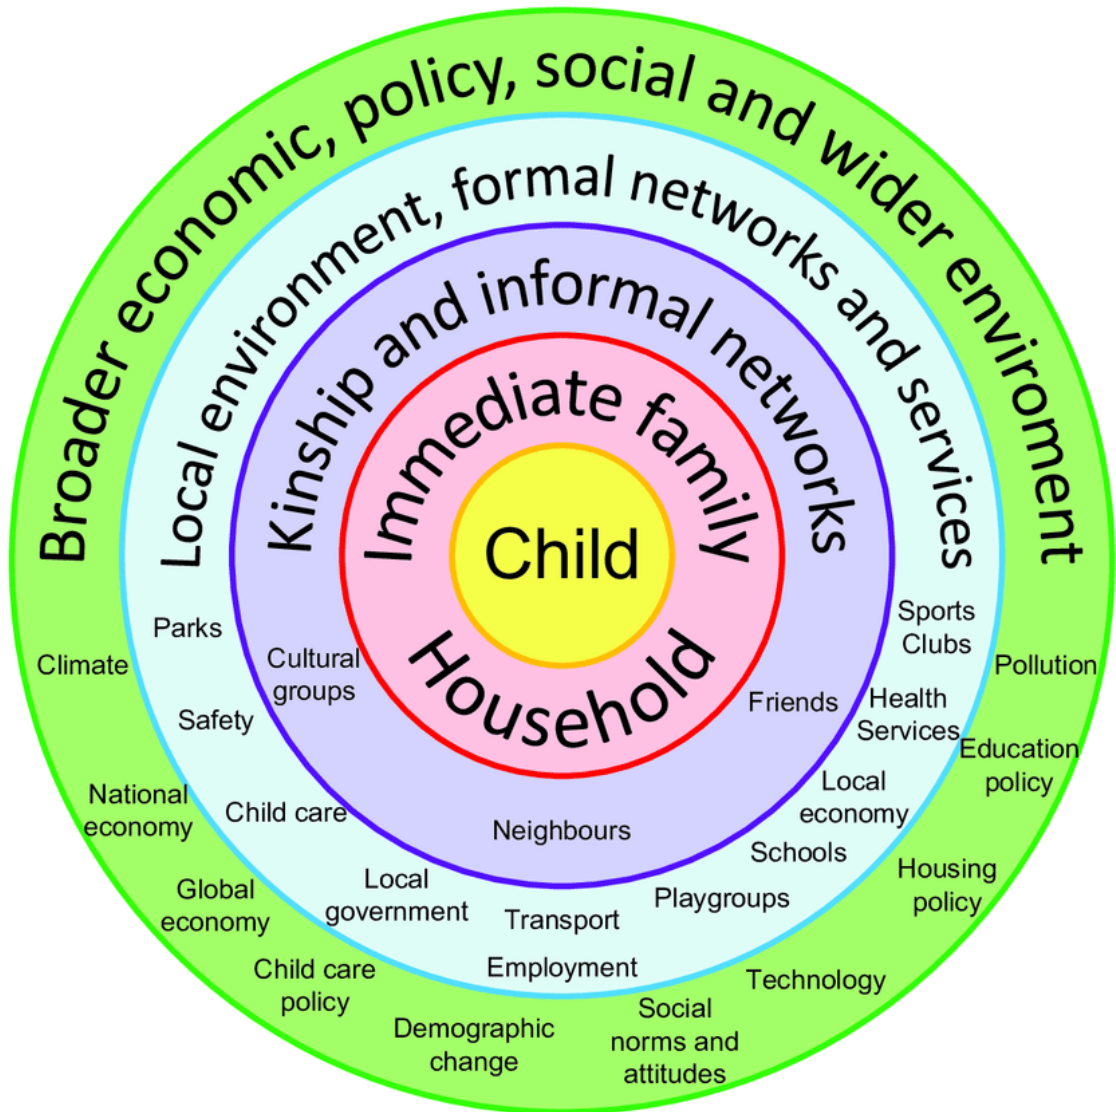 Broader economic, policy, social and wider enviroment
Local environment, formal networks and services
Kinship and informal networks
Immediate family
Child
Household
Cultural
groups
Friends
Neighbours
Parks
Safety
Child care
Local
government
Transport
Employment
Playgroups
Schools
Local
economy
Health
Services
Sports
Clubs
Climate
National
economy
Global
economy
Child care
policy
Demographic
change
Social
norms and
attitudes
Technology
Housing
policy
Education
policy
Pollution